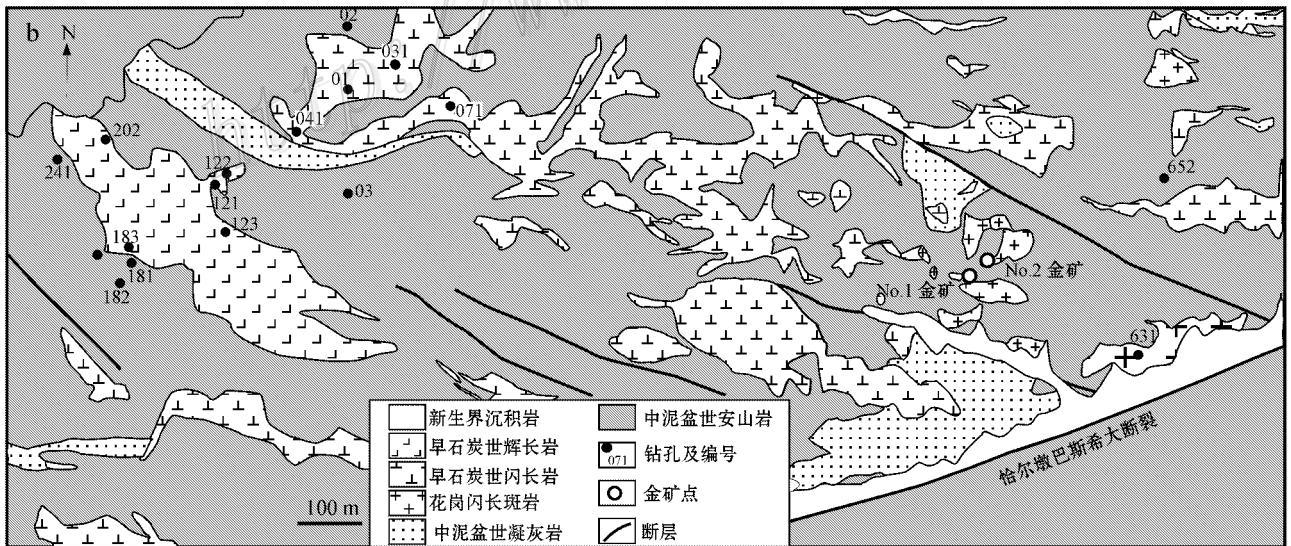 b
N
http://w
02
031
01
041
071
202
241
122
121
03
123
183
181
182
652
No.2 金矿
No.1 金矿
631
恰尔墩巴斯希大断裂
100 m
新生界沉积岩
早石炭世辉长岩
早石炭世闪长岩
花岗闪长斑岩
中泥盆世凝灰岩
中泥盆世安山岩
071 钻孔及编号
金矿点
断层